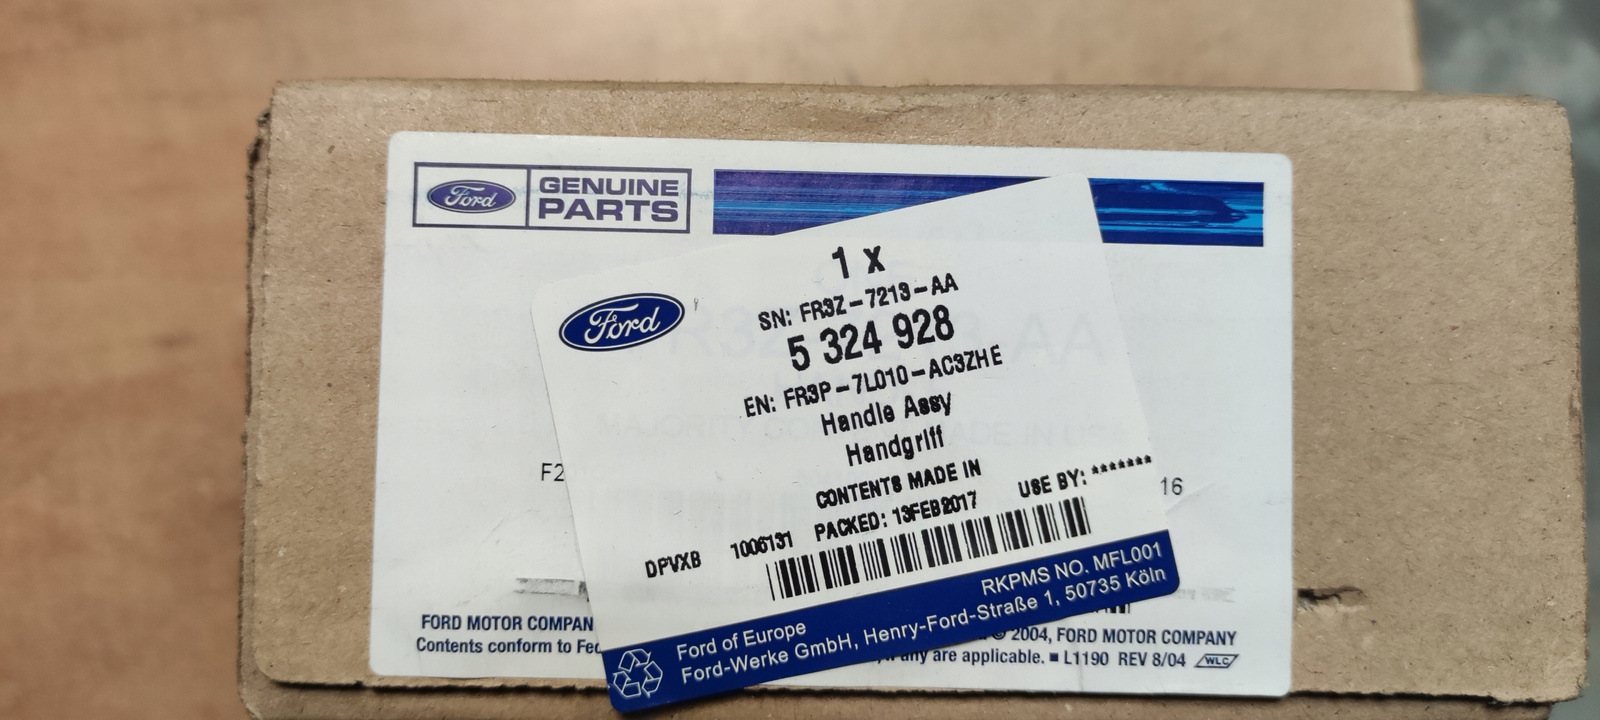 Ford
GENUINE
PARTS
1 x
SN: FR3Z-7213-AA
Ford
5 324 928
EN: FR3P-7L010-AC3ZHE
Handle Assy
Handgriff
CONTENTS MADE IN
F2
16
DPVXB 1006131 PACKED: 13FEB2017 USE BY: *******
RKPMS NO. MFL001
Ford of Europe
Ford-Werke GmbH, Henry-Ford-Straße 1, 50735 Köln
FORD MOTOR COMPAN
Contents conform to Fed
© 2004, FORD MOTOR COMPANY
any are applicable. ■ L1190 REV 8/04 WLC